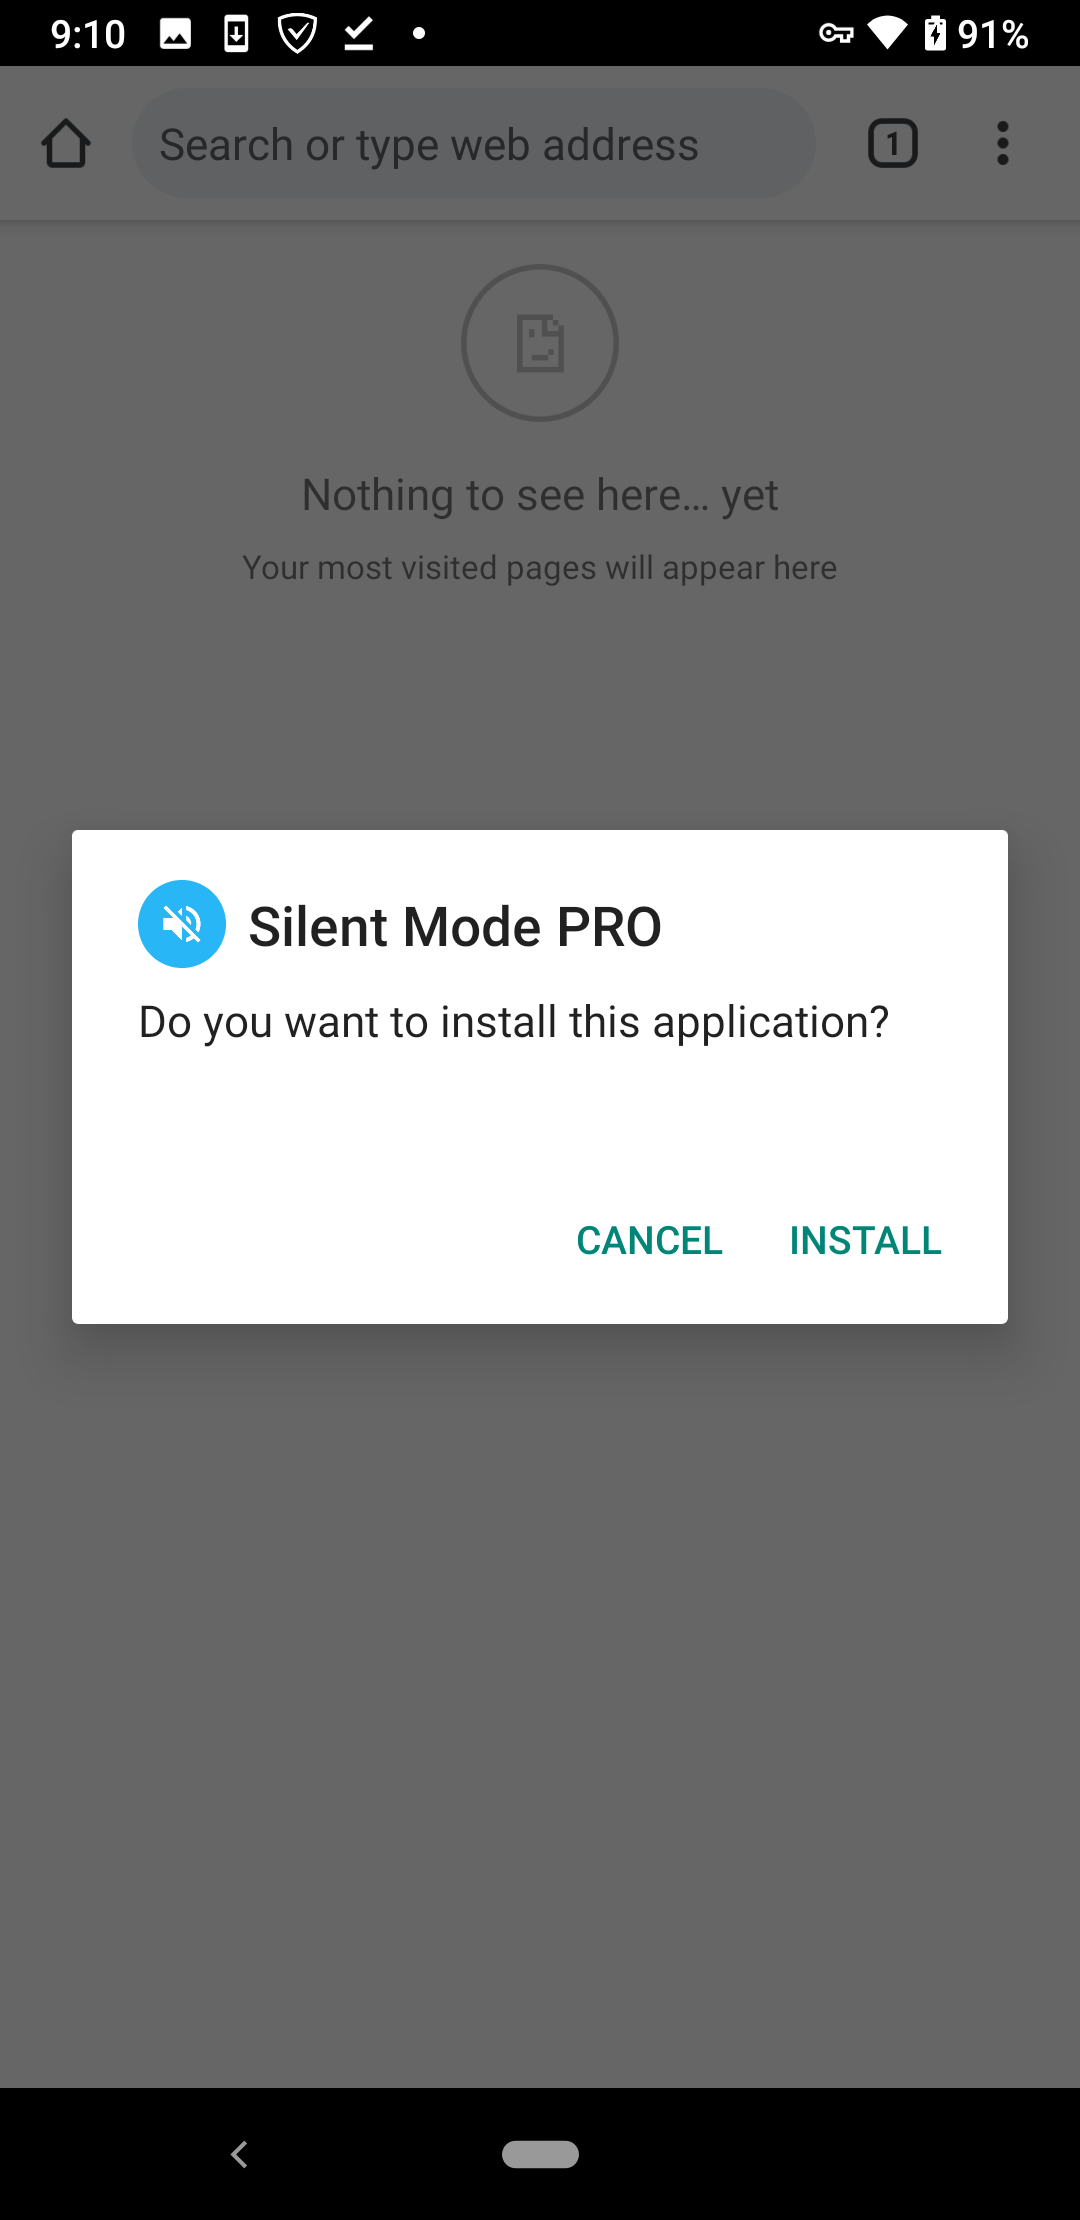 9:10
91%
Search or type web address
1
Nothing to see here… yet
Your most visited pages will appear here
Silent Mode PRO
Do you want to install this application?
CANCEL
INSTALL